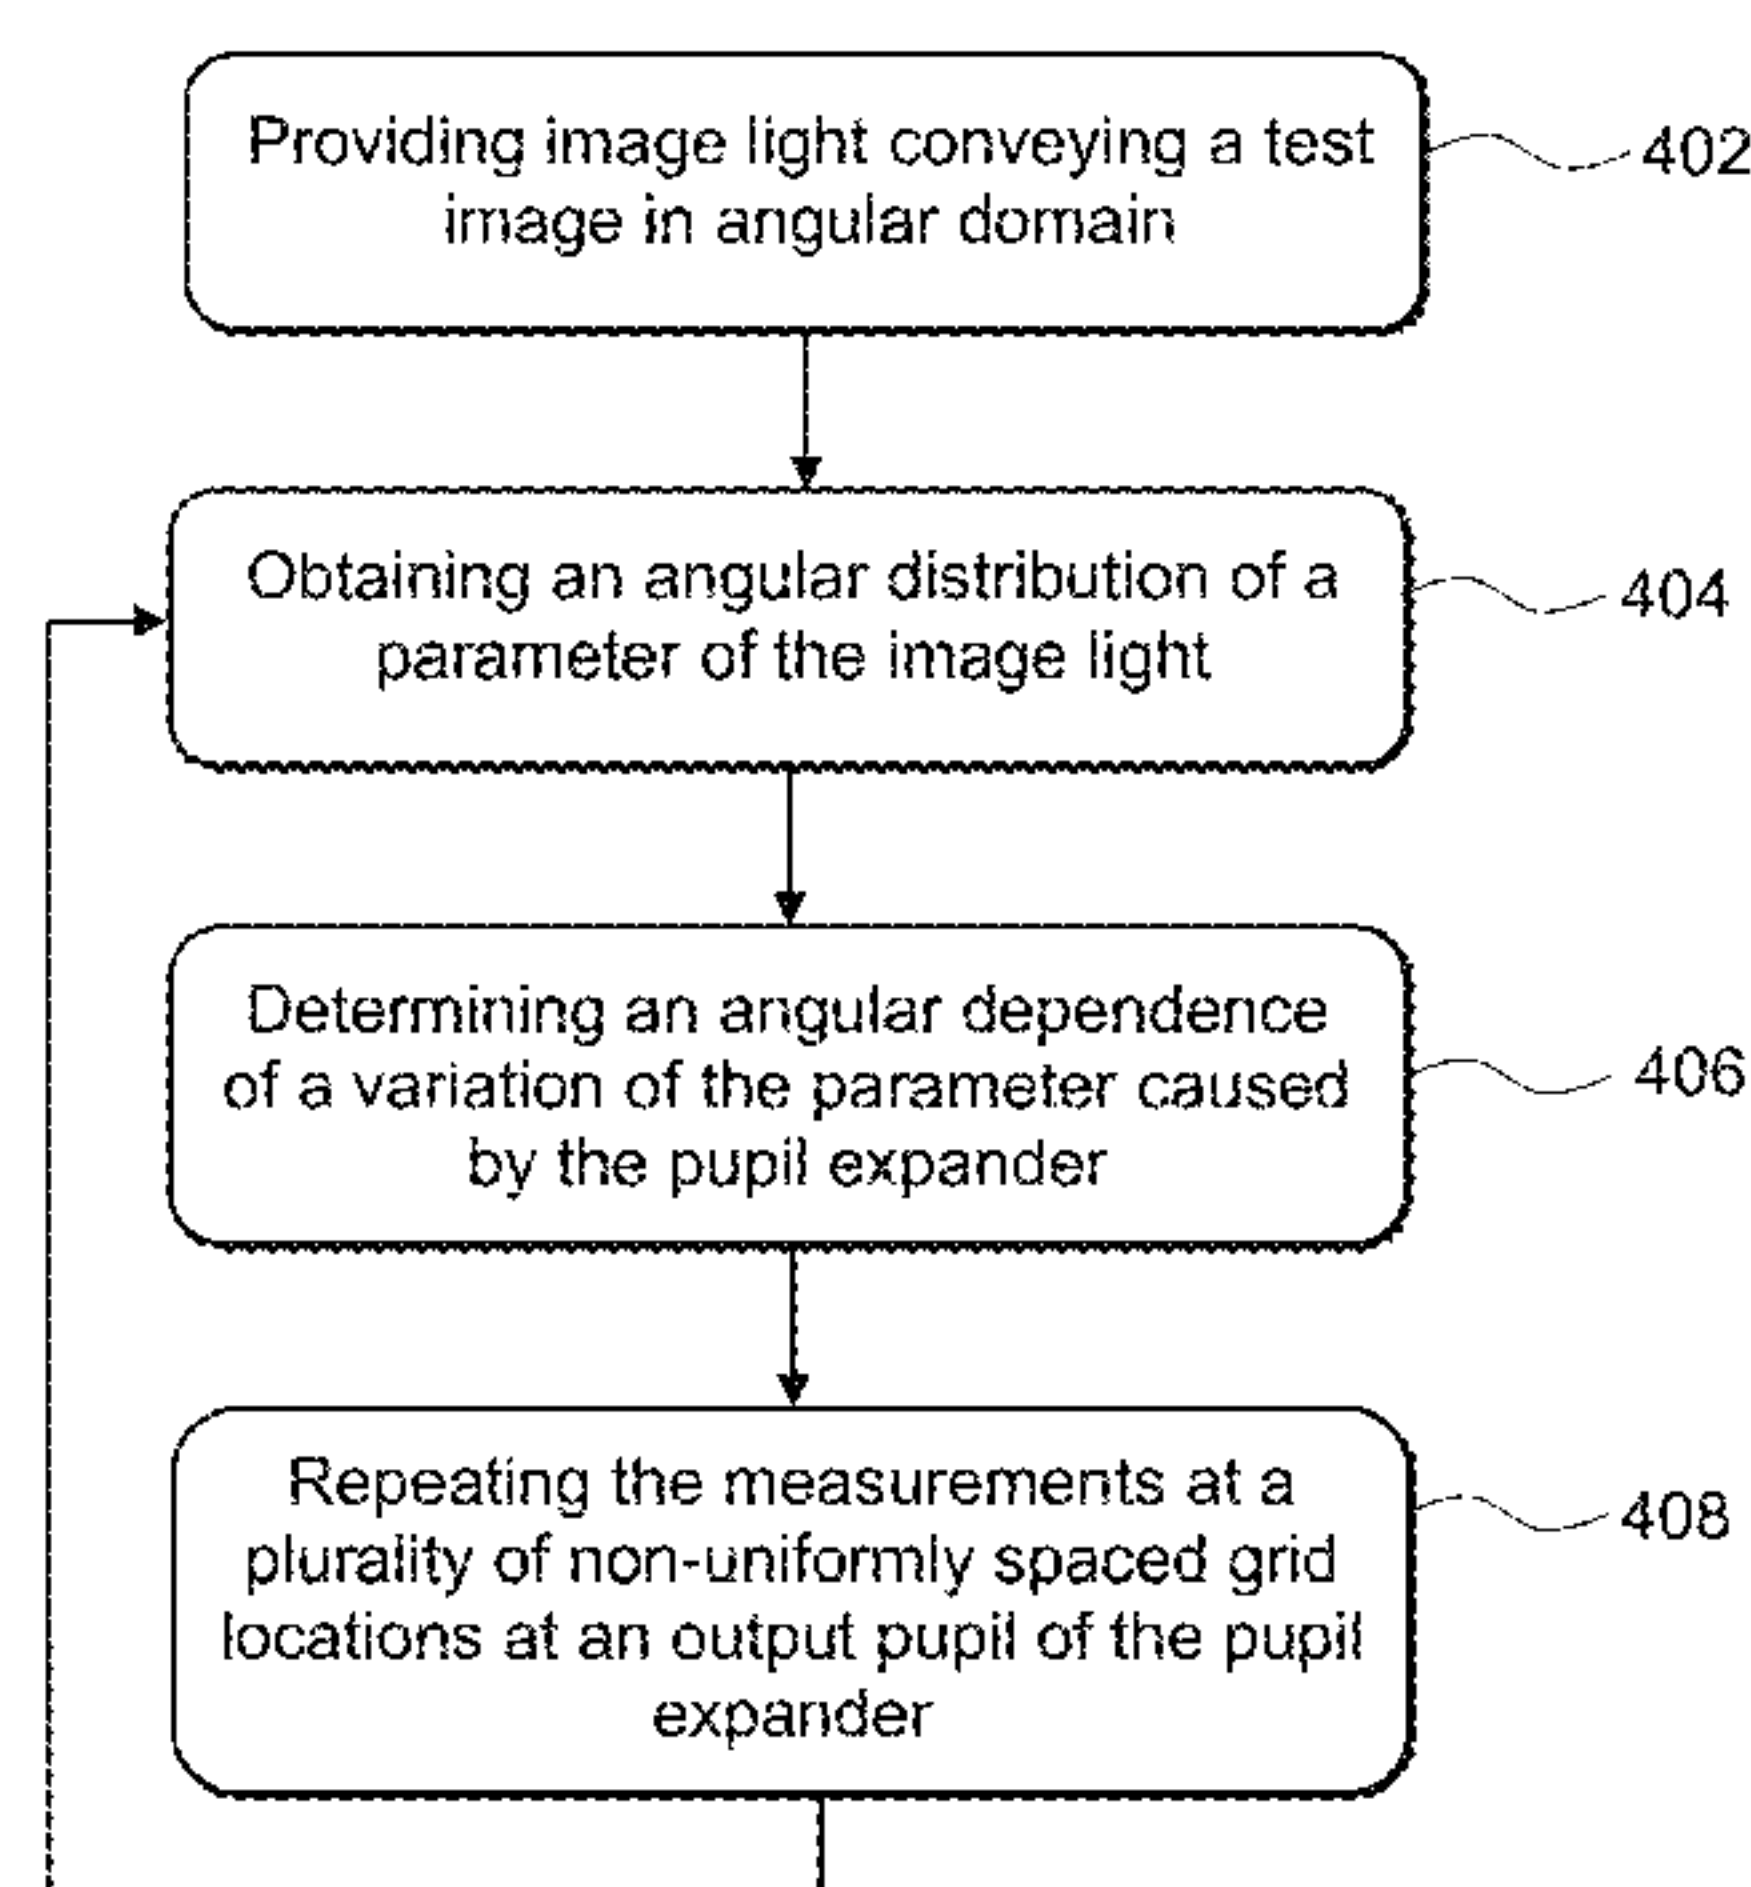 Providing image light conveying a test
image in angular domain
402
Obtaining an angular distribution of a
parameter of the image light
404
Determining an angular dependence
of a variation of the parameter caused
by the pupil expander
406
Repeating the measurements at a
plurality of non-uniformly spaced grid
locations at an output pupil of the pupil
expander
408